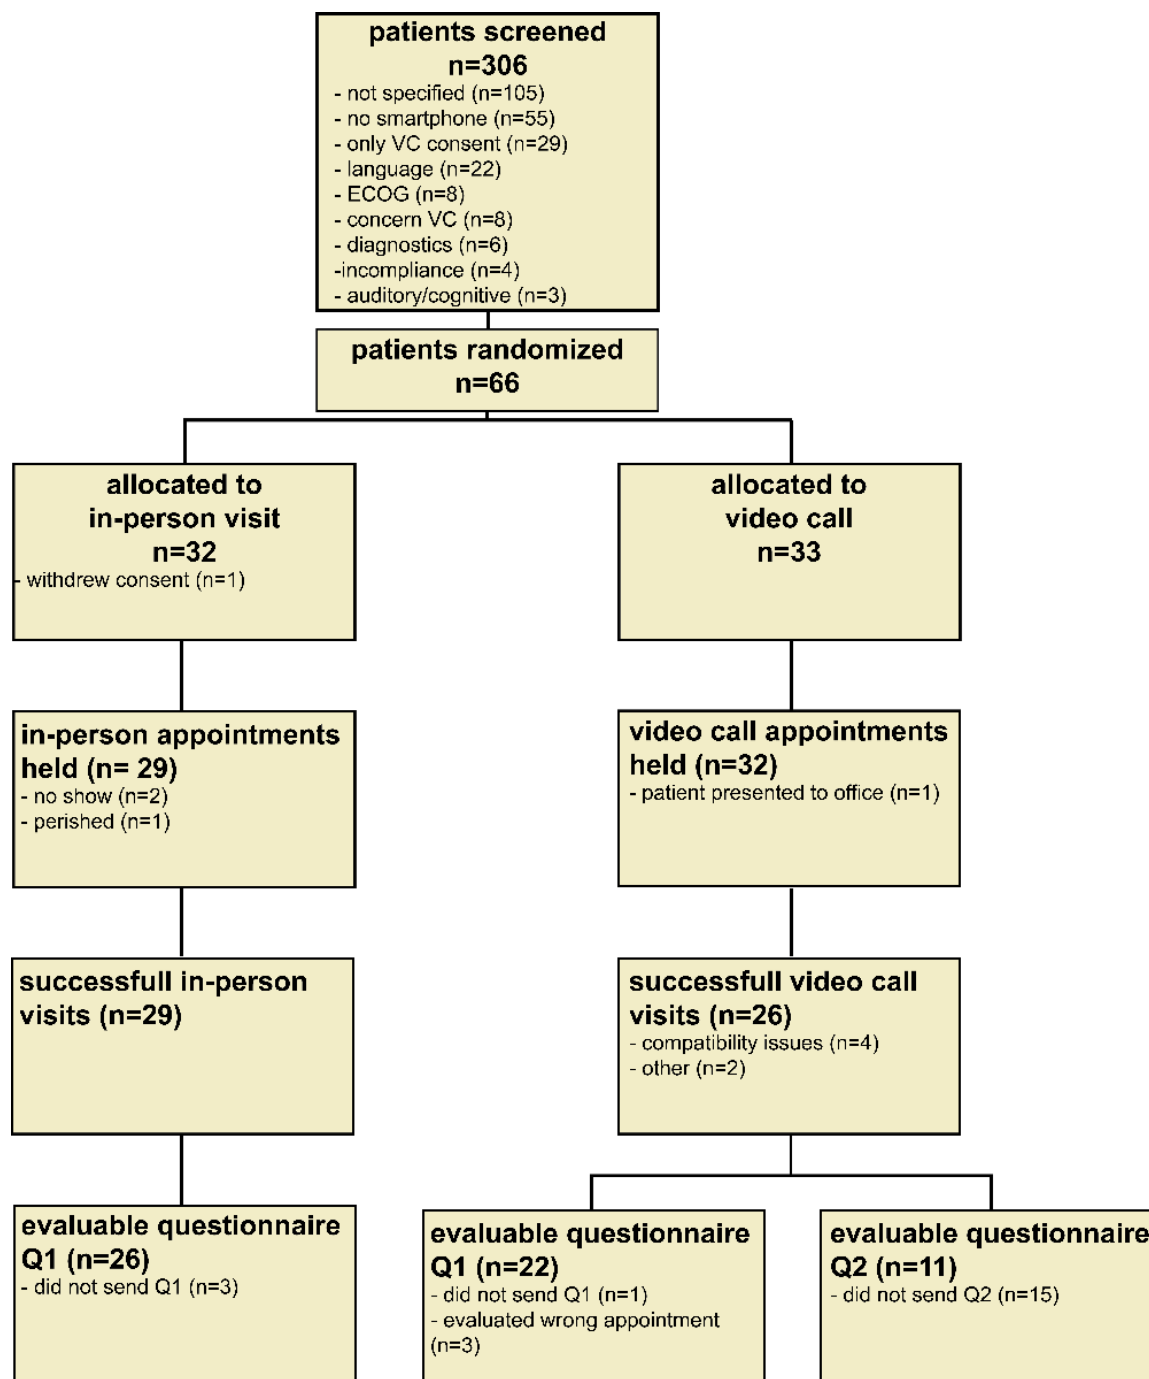 patients screened
n=306
- not specified (n=105)
- no smartphone (n=55)
- only VC consent (n=29)
- language (n=22)
- ECOG (n=8)
- concern VC (n=8)
- diagnostics (n=6)
-incompliance (n=4)
- auditory/cognitive (n=3)
patients randomized
n=66
allocated to
in-person visit
n=32
- withdrew consent (n=1)
allocated to
video call
n=33
in-person appointments
held (n= 29)
- no show (n=2)
- perished (n=1)
video call appointments
held (n=32)
- patient presented to office (n=1)
successfull in-person
visits (n=29)
successfull video call
visits (n=26)
- compatibility issues (n=4)
- other (n=2)
evaluable questionnaire
Q1 (n=26)
- did not send Q1 (n=3)
evaluable questionnaire
Q1 (n=22)
- did not send Q1 (n=1)
- evaluated wrong appointment
(n=3)
evaluable questionnaire
Q2 (n=11)
- did not send Q2 (n=15)